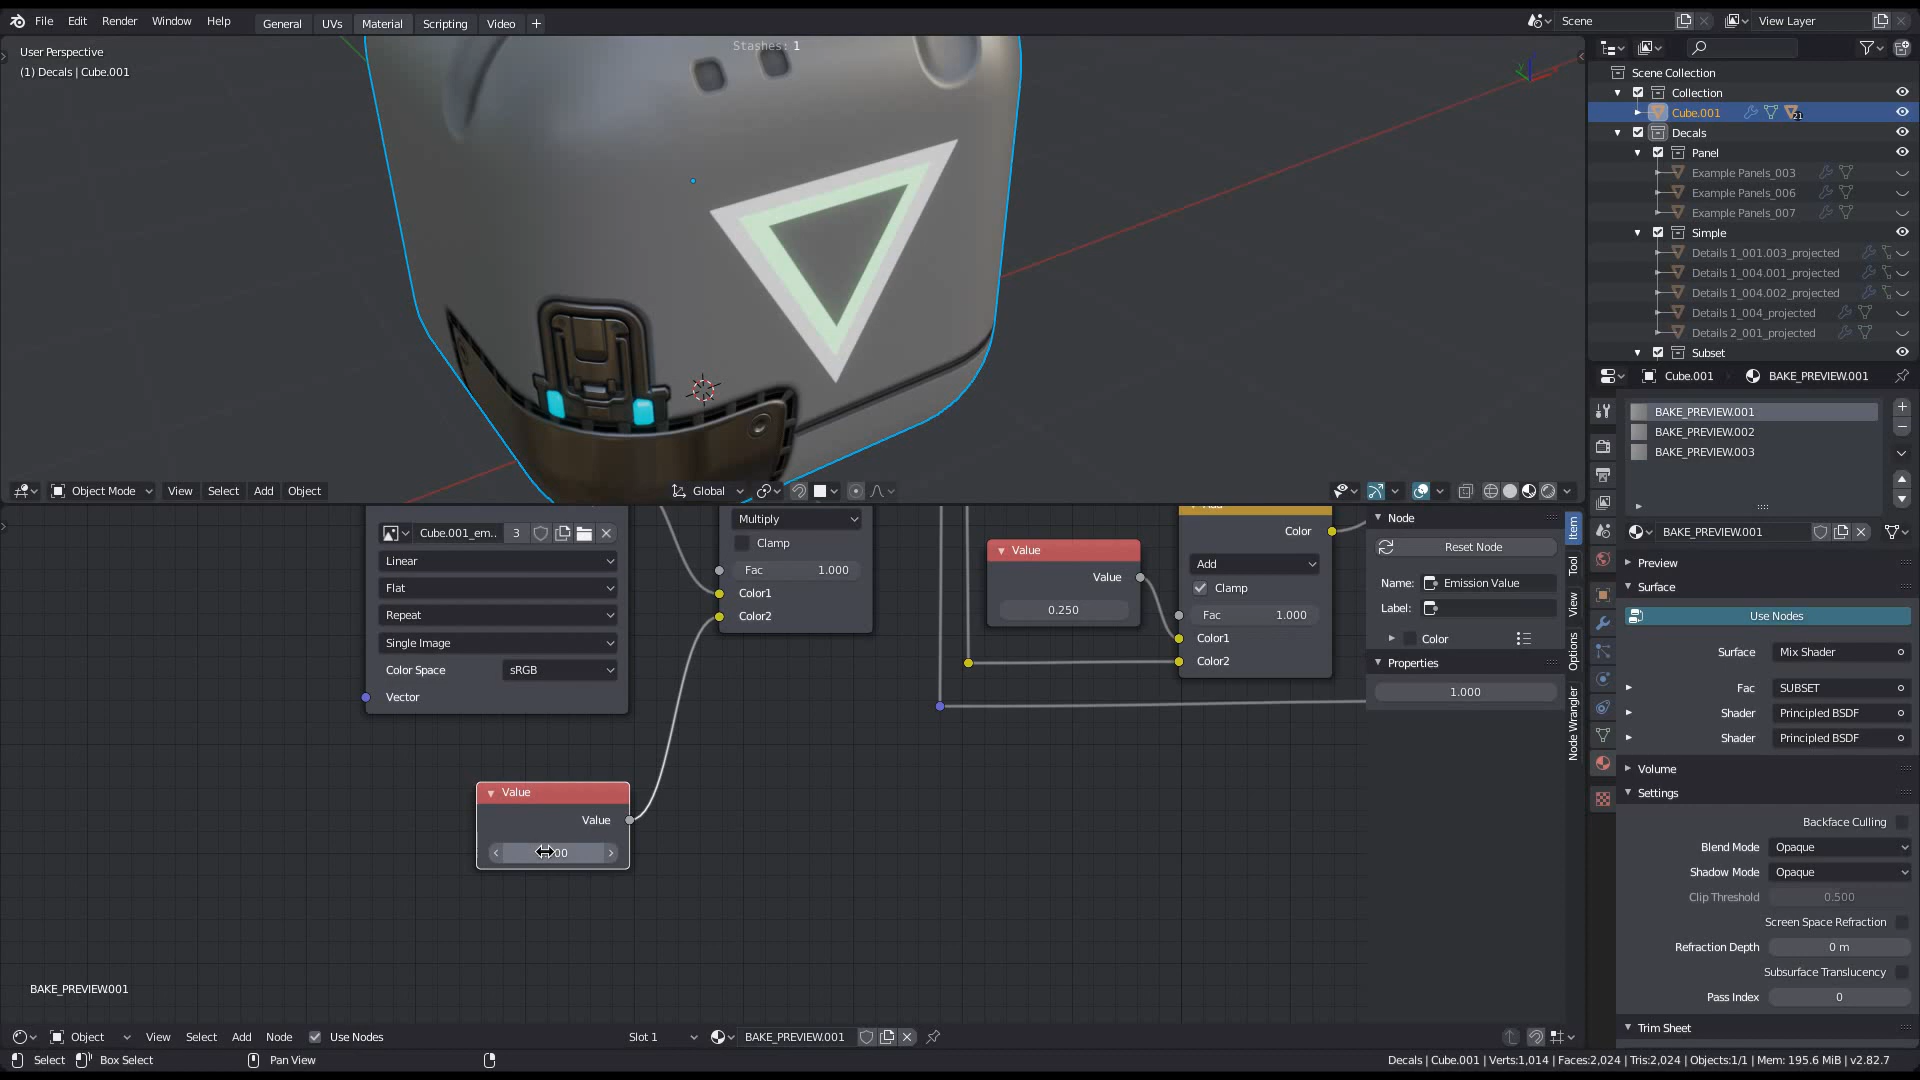 File Edit Render Window Help General UVs Material Scripting Video + Scene View Layer
User Perspective
(1) Decals | Cube.001
Stashes: 1
Object Mode View Select Add Object Global
Scene Collection
Collection
Cube.001 21
Decals
Panel
Example Panels_003
Example Panels_006
Example Panels_007
Simple
Details 1_001.003_projected
Details 1_004.001_projected
Details 1_004.002_projected
Details 1_004_projected
Details 2_001_projected
Subset
Cube.001 BAKE_PREVIEW.001
BAKE_PREVIEW.001
BAKE_PREVIEW.002
BAKE_PREVIEW.003
BAKE_PREVIEW.001
Preview
Surface
Use Nodes
Surface Mix Shader
Fac SUBSET
Shader Principled BSDF
Shader Principled BSDF
Volume
Settings
Backface Culling
Blend Mode Opaque
Shadow Mode Opaque
Clip Threshold 0.500
Screen Space Refraction
Refraction Depth 0 m
Subsurface Translucency
Pass Index 0
Trim Sheet
Cube.001_em.. 3
Linear
Flat
Repeat
Single Image
Color Space sRGB
Vector
Multiply
Clamp
Fac 1.000
Color1
Color2
Value
Value
0.250
Color
Add
Clamp
Fac 1.000
Color1
Color2
Value
Value
Node
Reset Node
Name: Emission Value
Label:
Color
Properties
1.000
Item
Tool
View
Options
Node Wrangler
BAKE_PREVIEW.001
Object View Select Add Node Use Nodes Slot 1 BAKE_PREVIEW.001
Select Box Select Pan View
Decals | Cube.001 | Verts:1,014 | Faces:2,024 | Tris:2,024 | Objects:1/1 | Mem: 195.6 MiB | v2.82.7